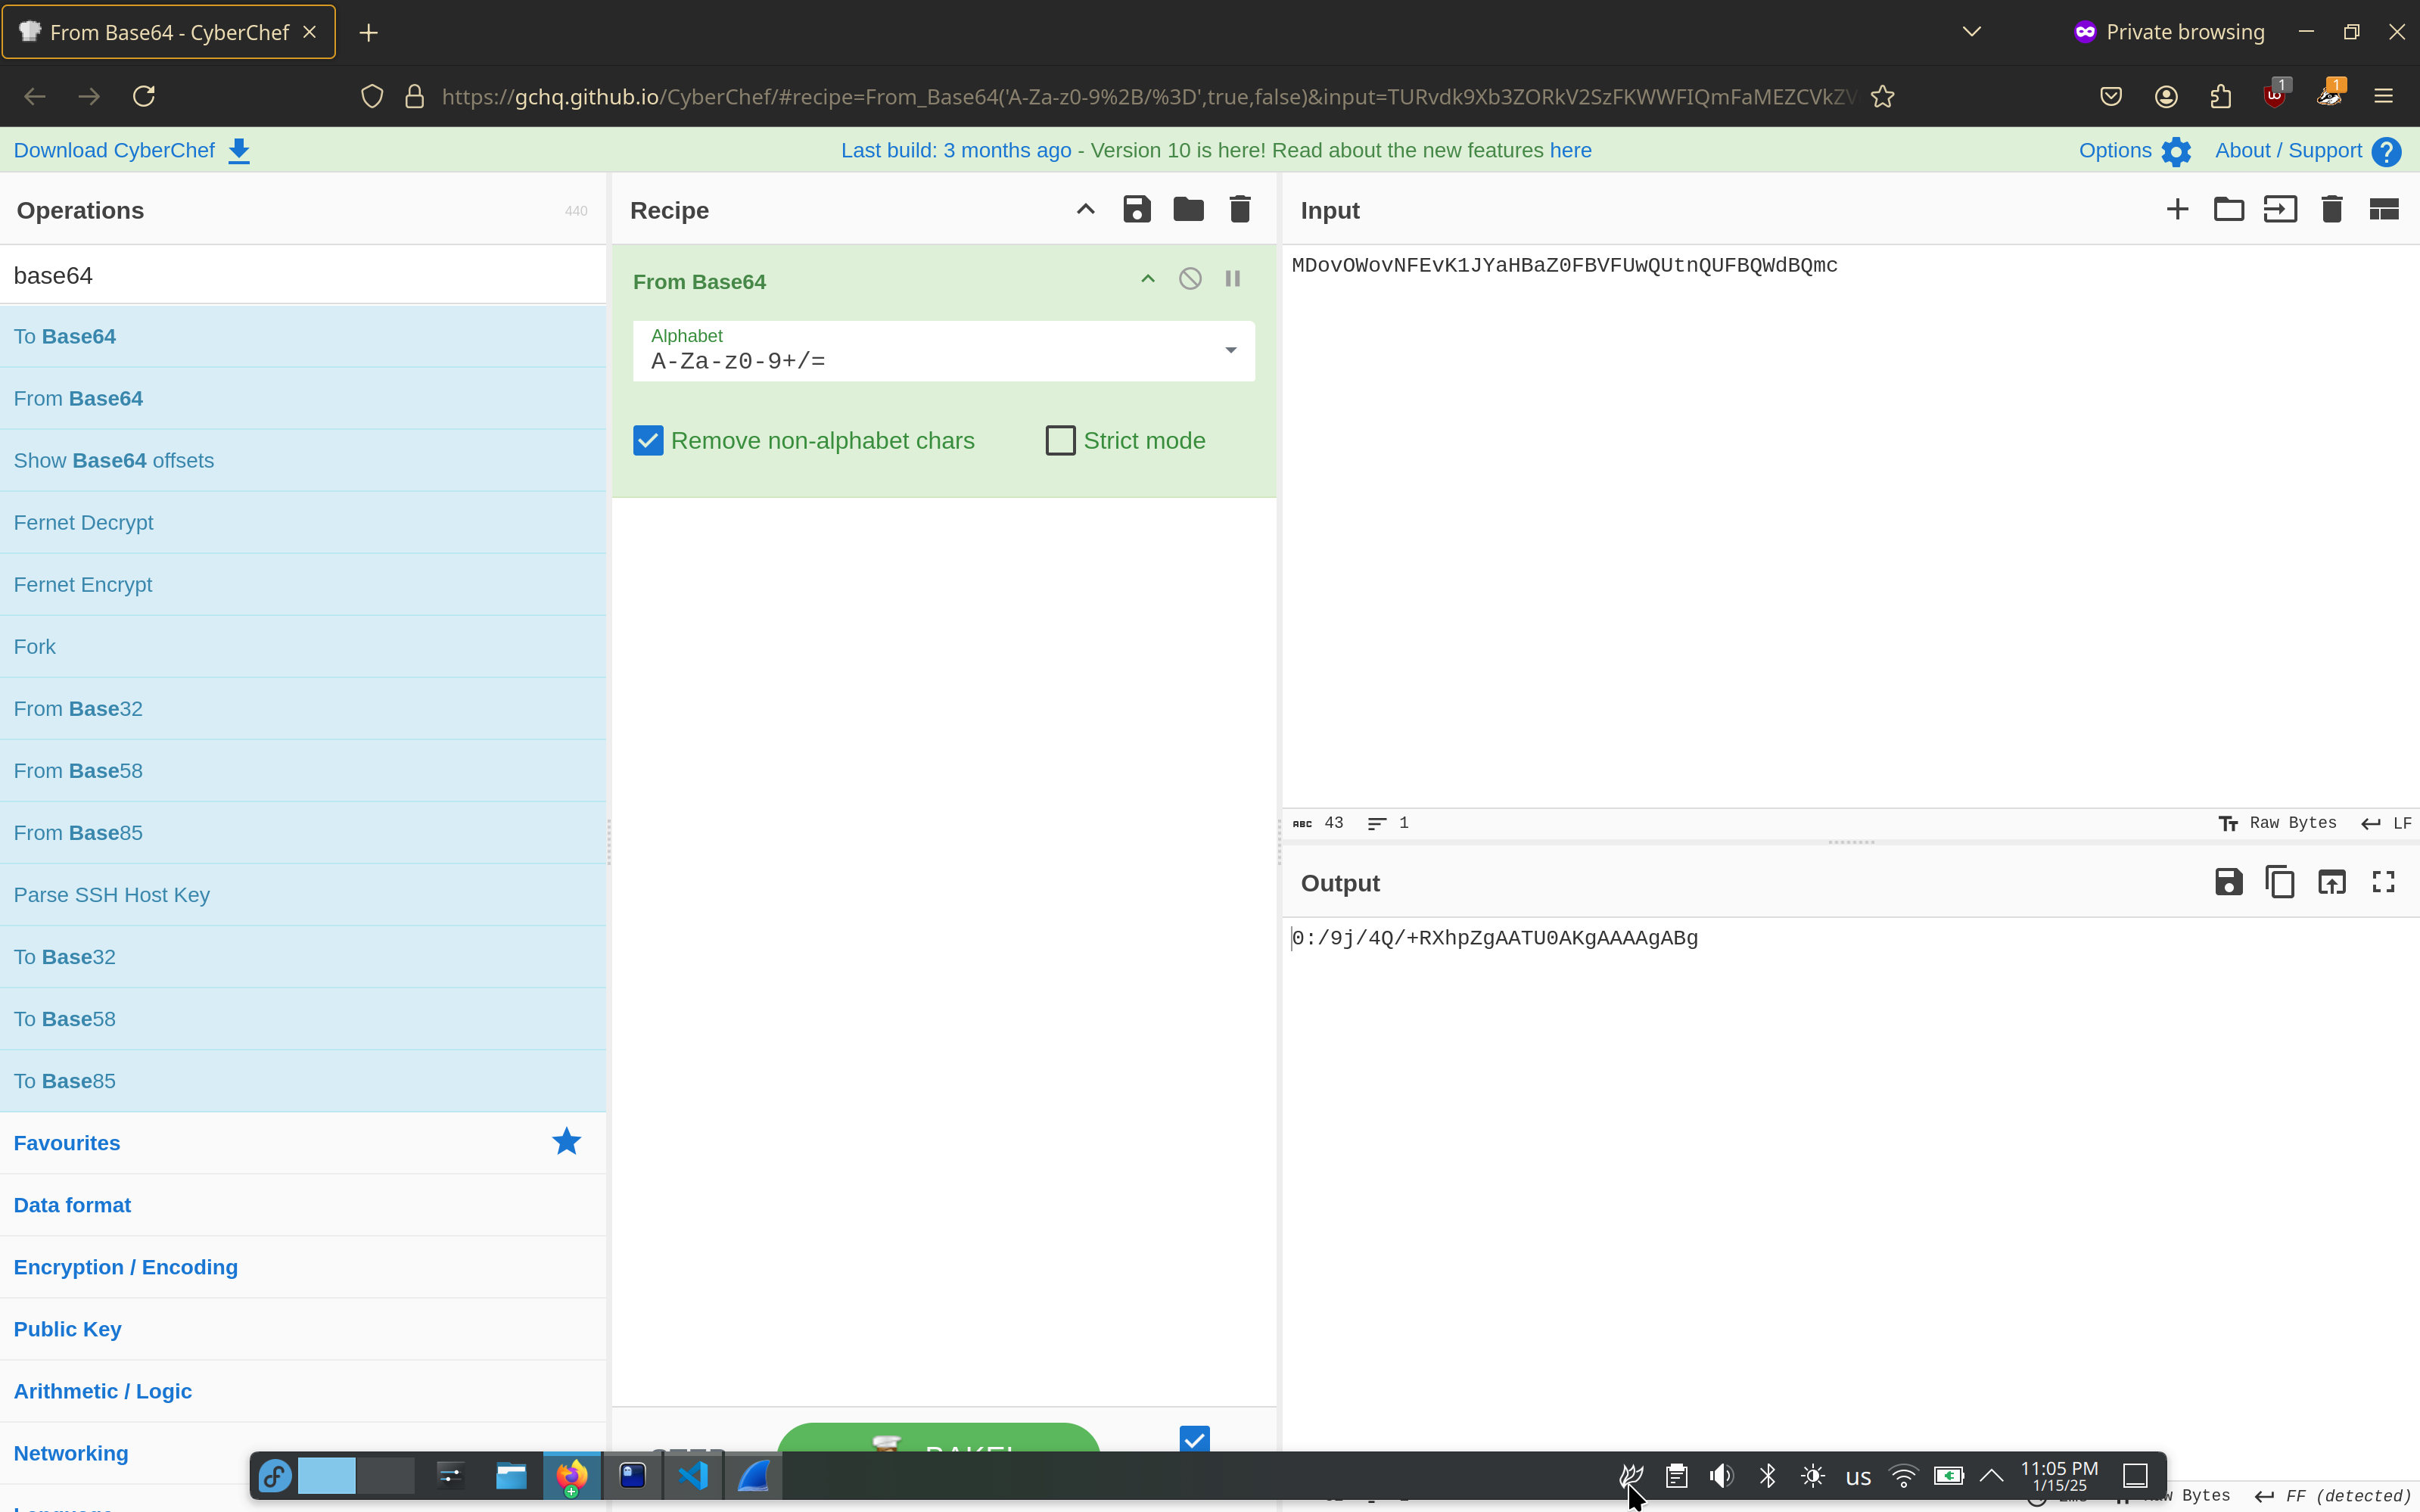 From Base64 - CyberChef
Private browsing
https://gchq.github.io/CyberChef/#recipe=From_Base64('A-Za-z0-9%2B/%3D',true,false)&input=TURvdk9Xb3ZORkV2SzFKWWFIQmFaMEZCVkZV
1
1
Download CyberChef
Last build: 3 months ago - Version 10 is here! Read about the new features here
Options
About / Support
Operations
440
base64
To Base64
From Base64
Show Base64 offsets
Fernet Decrypt
Fernet Encrypt
Fork
From Base32
From Base58
From Base85
Parse SSH Host Key
To Base32
To Base58
To Base85
Favourites
Data format
Encryption / Encoding
Public Key
Arithmetic / Logic
Networking
Recipe
From Base64
Alphabet
A-Za-z0-9+/=
Remove non-alphabet chars
Strict mode
STEP
BAKE!
Input
MDovOWovNFEvK1JYaHBaZ0FBVFUwQUtnQUFBQWdBQmc
ABC 43
1
Raw Bytes
LF
Output
0:/9j/4Q/+RXhpZgAATU0AKgAAAAgABg
Bytes
FF (detected)
us
11:05 PM
1/15/25